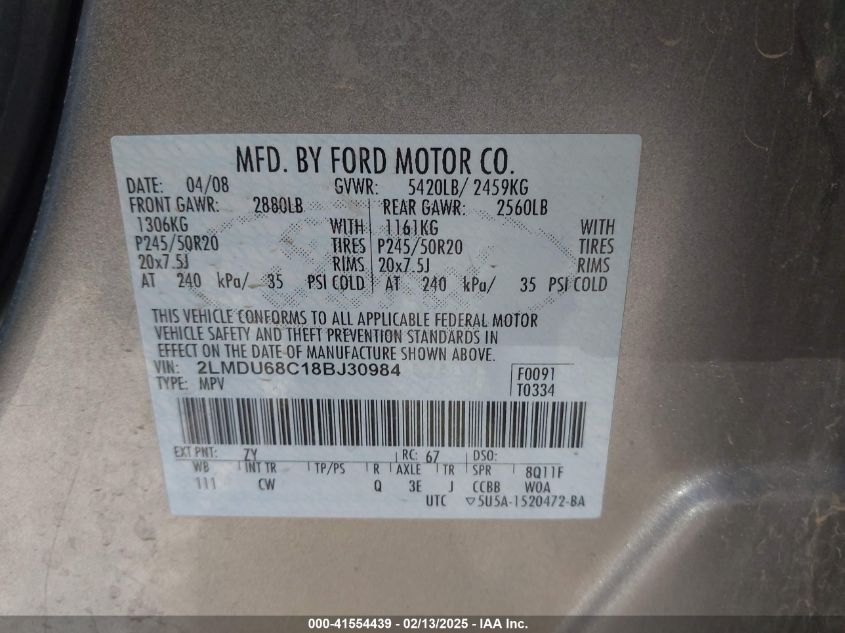 MFD. BY FORD MOTOR CO.
DATE: 04/08 GVWR: 5420LB/ 2459KG
FRONT GAWR: 2880LB REAR GAWR: 2560LB
1306KG WITH 1161KG WITH
P245/50R20 TIRES P245/50R20 TIRES
20x7.5J RIMS 20x7.5J RIMS
AT 240 kPa/ 35 PSI COLD AT 240 kPa/ 35 PSI COLD
THIS VEHICLE CONFORMS TO ALL APPLICABLE FEDERAL MOTOR
VEHICLE SAFETY AND THEFT PREVENTION STANDARDS IN
EFFECT ON THE DATE OF MANUFACTURE SHOWN ABOVE.
VIN: 2LMDU68C18BJ30984 F0091
TYPE: MPV T0334
EXT PNT: ZY RC: 67 DSO:
WB INT TR TP/PS R AXLE TR SPR 8Q11F
111 CW Q 3E J CCBB W0A
UTC ▽5U5A-1520472-BA
000-41554439 - 02/13/2025 - IAA Inc.